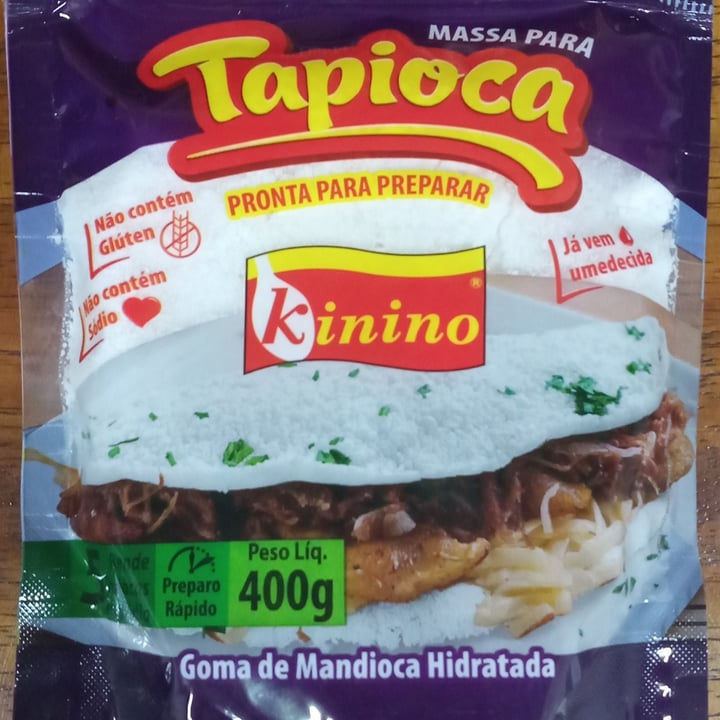 MASSA PARA
Tapioca
PRONTA PARA PREPARAR
Não contém
Glúten
Não contém
Sódio
Já vem
umedecida
kinino®
Rende
Preparo
Rápido
Peso Líq.
400g
Goma de Mandioca Hidratada